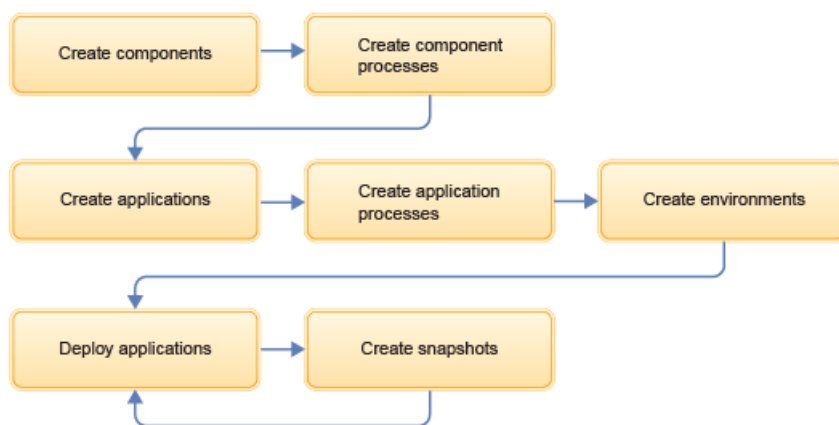 Create components
Create component
processes
Create applications
Create application
processes
Create environments
Deploy applications
Create snapshots